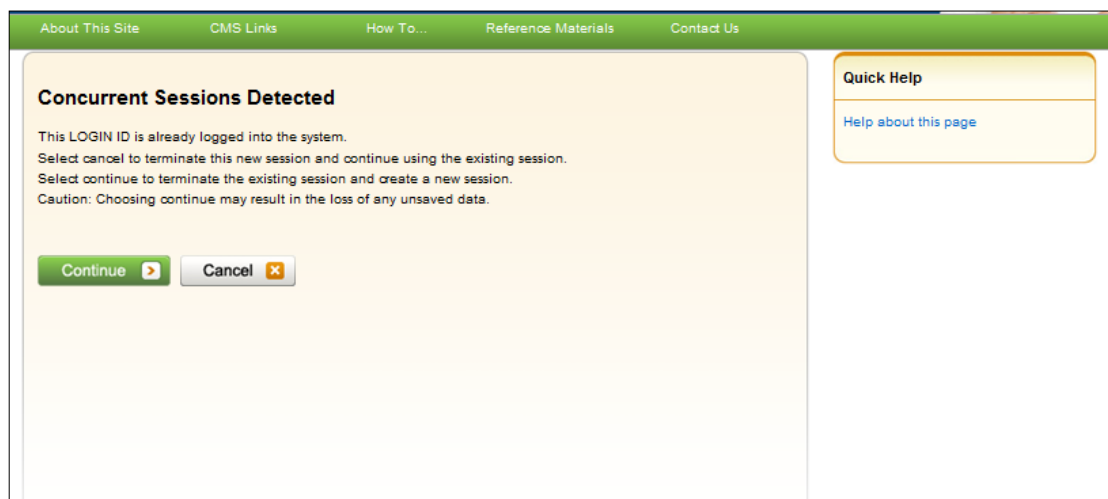 About This Site CMS Links How To... Reference Materials Contact Us
Concurrent Sessions Detected
This LOGIN ID is already logged into the system.
Select cancel to terminate this new session and continue using the existing session.
Select continue to terminate the existing session and create a new session.
Caution: Choosing continue may result in the loss of any unsaved data.
Continue Cancel
Quick Help
Help about this page